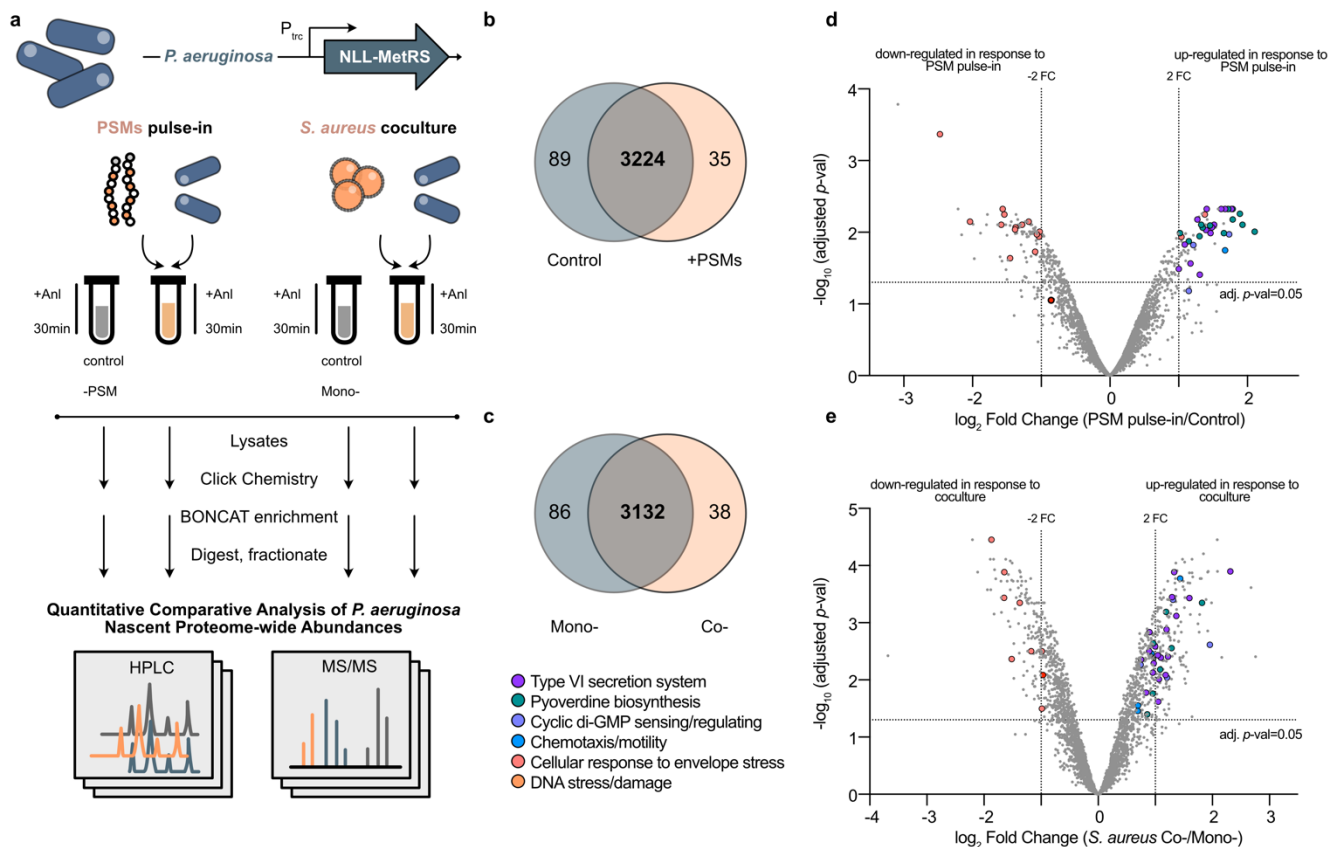 a
P. aeruginosa
Ptrc
NLL-MetRS
PSMs pulse-in
S. aureus coculture
+Anl
30min
+Anl
30min
+Anl
30min
+Anl
30min
control
control
-PSM
Mono-
Lysates
Click Chemistry
BONCAT enrichment
Digest, fractionate
Quantitative Comparative Analysis of P. aeruginosa
Nascent Proteome-wide Abundances
HPLC
MS/MS
b
89
3224
35
Control
+PSMs
c
86
3132
38
Mono-
Co-
Type VI secretion system
Pyoverdine biosynthesis
Cyclic di-GMP sensing/regulating
Chemotaxis/motility
Cellular response to envelope stress
DNA stress/damage
d
down-regulated in response to
PSM pulse-in
up-regulated in response to
PSM pulse-in
-2 FC
2 FC
4
3
2
1
0
-log10 (adjusted p-val)
adj. p-val=0.05
-3
-2
-1
0
1
2
log2 Fold Change (PSM pulse-in/Control)
e
down-regulated in response to
coculture
up-regulated in response to
coculture
-2 FC
2 FC
5
4
3
2
1
0
-log10 (adjusted p-val)
adj. p-val=0.05
-4
-3
-2
-1
0
1
2
3
log2 Fold Change (S. aureus Co-/Mono-)